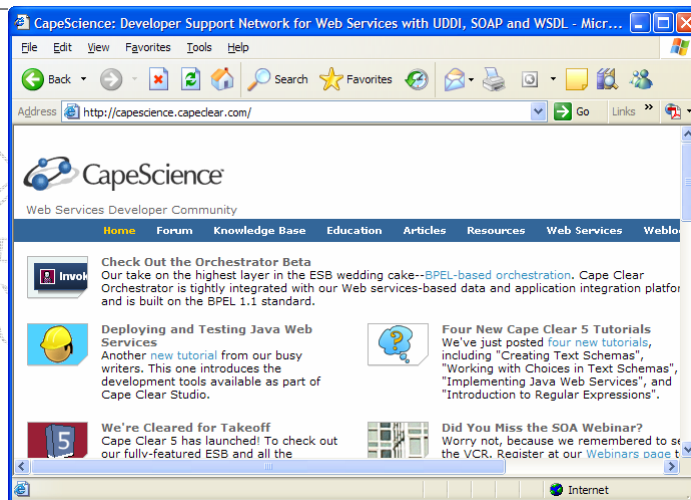 CapeScience: Developer Support Network for Web Services with UDDI, SOAP and WSDL - Micr...
File Edit View Favorites Tools Help
Back Search Favorites
Address http://capescience.capeclear.com/ Go Links »
CapeScience
Web Services Developer Community
Home Forum Knowledge Base Education Articles Resources Web Services Weblo
Invok
Check Out the Orchestrator Beta
Our take on the highest layer in the ESB wedding cake--BPEL-based orchestration. Cape Clear
Orchestrator is tightly integrated with our Web services-based data and application integration platfor
and is built on the BPEL 1.1 standard.
Deploying and Testing Java Web
Services
Another new tutorial from our busy
writers. This one introduces the
development tools available as part of
Cape Clear Studio.
Four New Cape Clear 5 Tutorials
We've just posted four new tutorials,
including "Creating Text Schemas",
"Working with Choices in Text Schemas",
"Implementing Java Web Services", and
"Introduction to Regular Expressions".
5
We're Cleared for Takeoff
Cape Clear 5 has launched! To check out
our fully-featured ESB and all the
Did You Miss the SOA Webinar?
Worry not, because we remembered to se
the VCR. Register at our Webinars page t
Internet